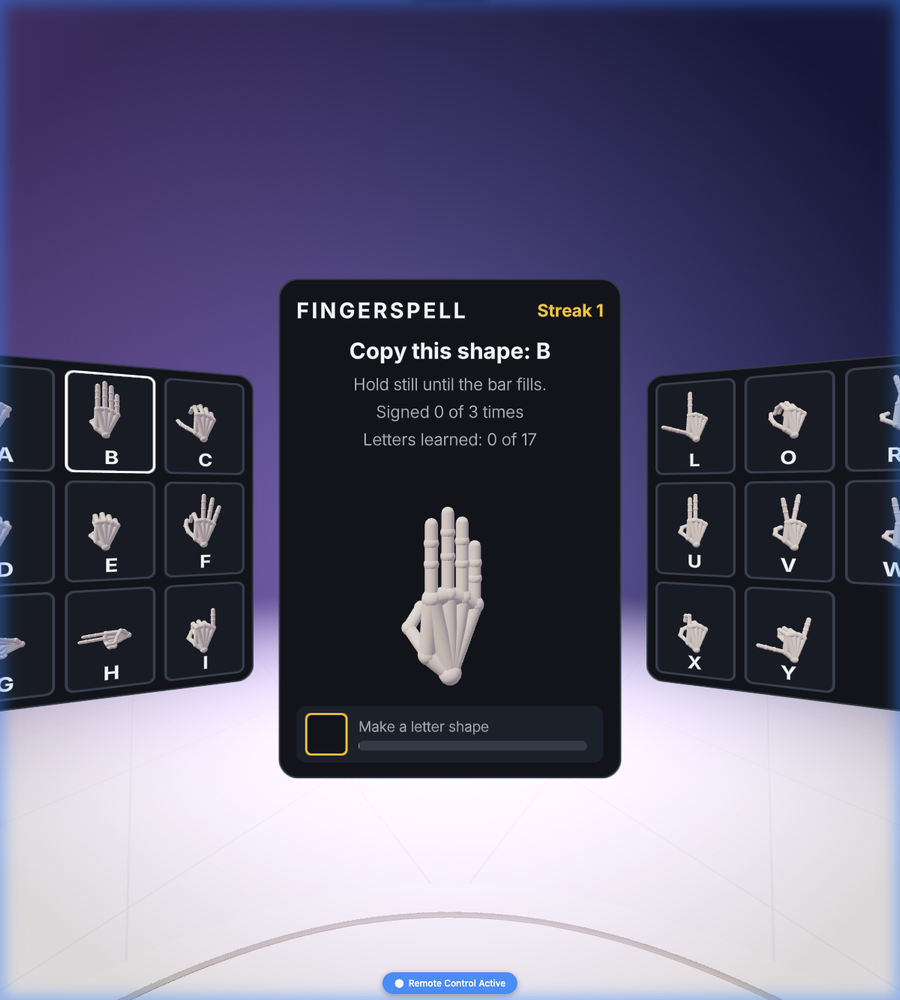 FINGERSPELL
Streak 1
Copy this shape: B
Hold still until the bar fills.
Signed 0 of 3 times
Letters learned: 0 of 17
Make a letter shape
A
B
C
D
E
F
G
H
I
L
O
R
U
V
W
X
Y
Remote Control Active